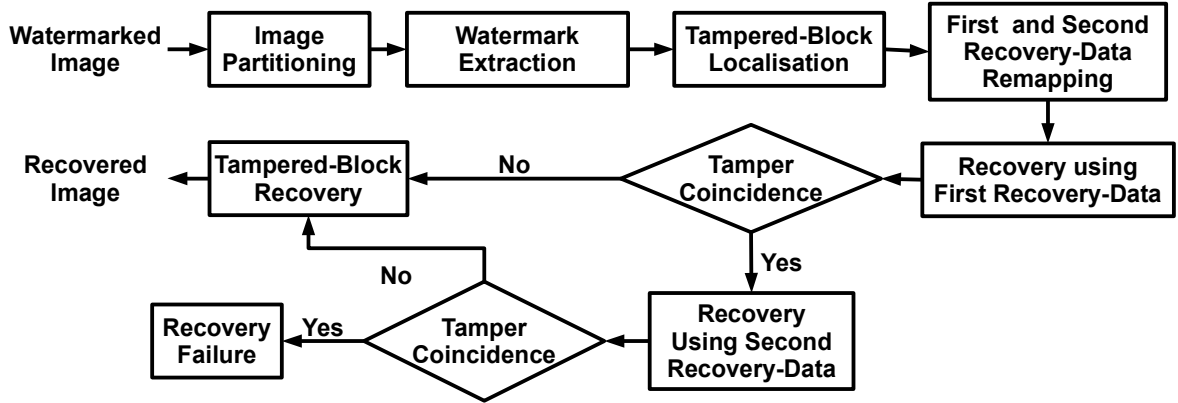 Watermarked
Image
Image
Partitioning
Watermark
Extraction
Tampered-Block
Localisation
First and Second
Recovery-Data
Remapping
Recovery using
First Recovery-Data
Tamper
Coincidence
No
Tampered-Block
Recovery
Recovered
Image
Yes
Recovery
Using Second
Recovery-Data
Tamper
Coincidence
No
Yes
Recovery
Failure